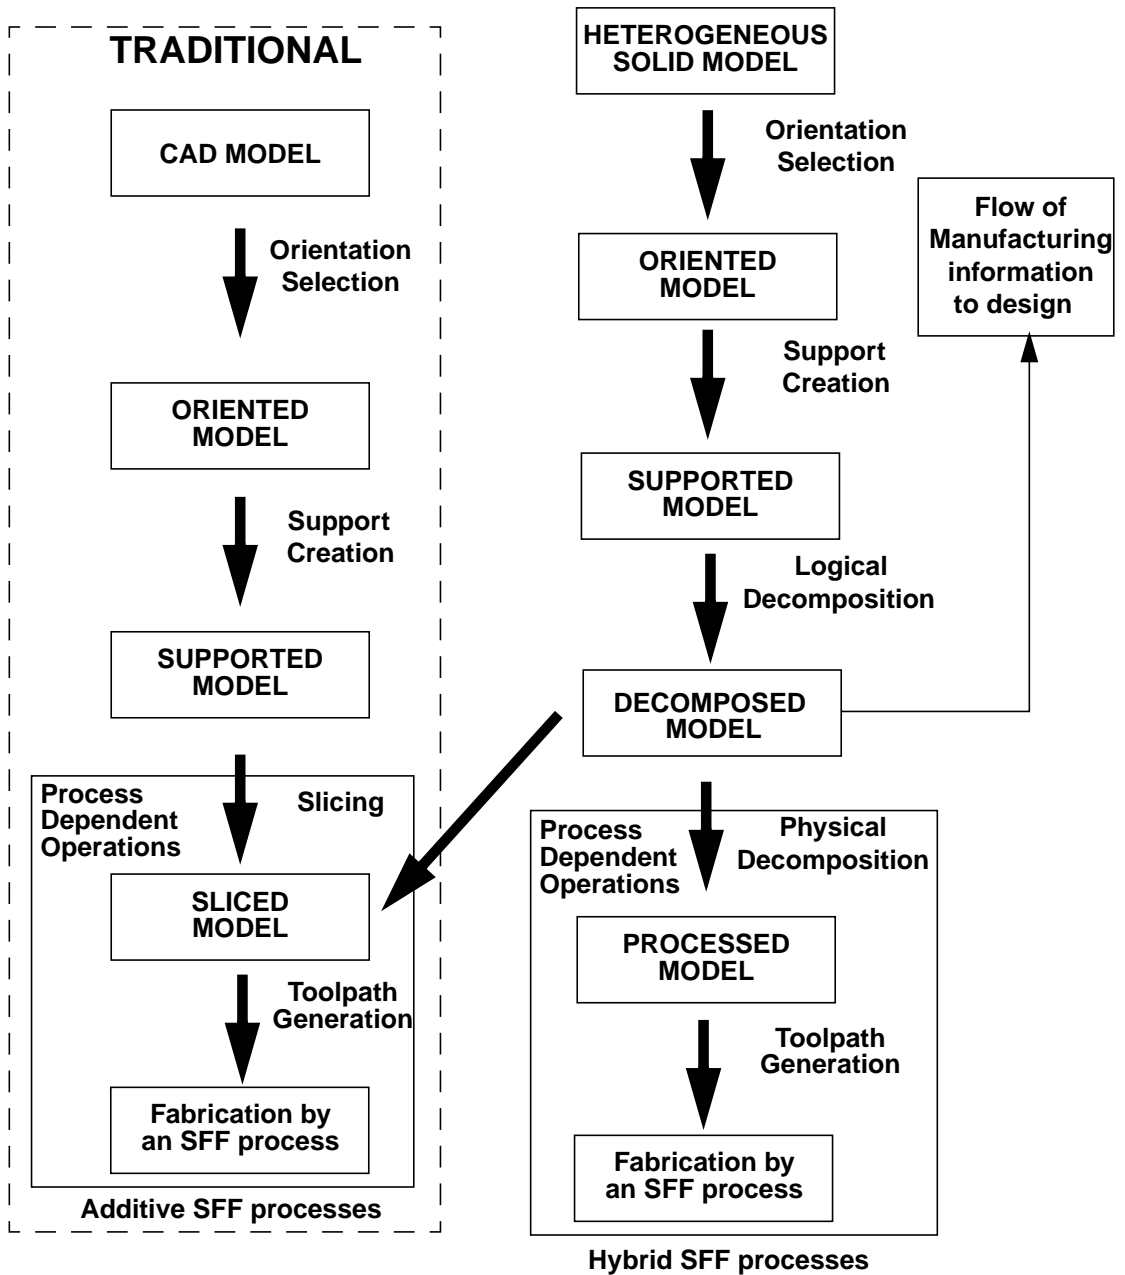 TRADITIONAL
CAD MODEL
Orientation
Selection
ORIENTED
MODEL
Support
Creation
SUPPORTED
MODEL
Process
Dependent
Operations
Slicing
SLICED
MODEL
Toolpath
Generation
Fabrication by
an SFF process
Additive SFF processes
HETEROGENEOUS
SOLID MODEL
Orientation
Selection
ORIENTED
MODEL
Support
Creation
SUPPORTED
MODEL
Logical
Decomposition
DECOMPOSED
MODEL
Flow of
Manufacturing
information
to design
Process
Dependent
Operations
Physical
Decomposition
PROCESSED
MODEL
Toolpath
Generation
Fabrication by
an SFF process
Hybrid SFF processes